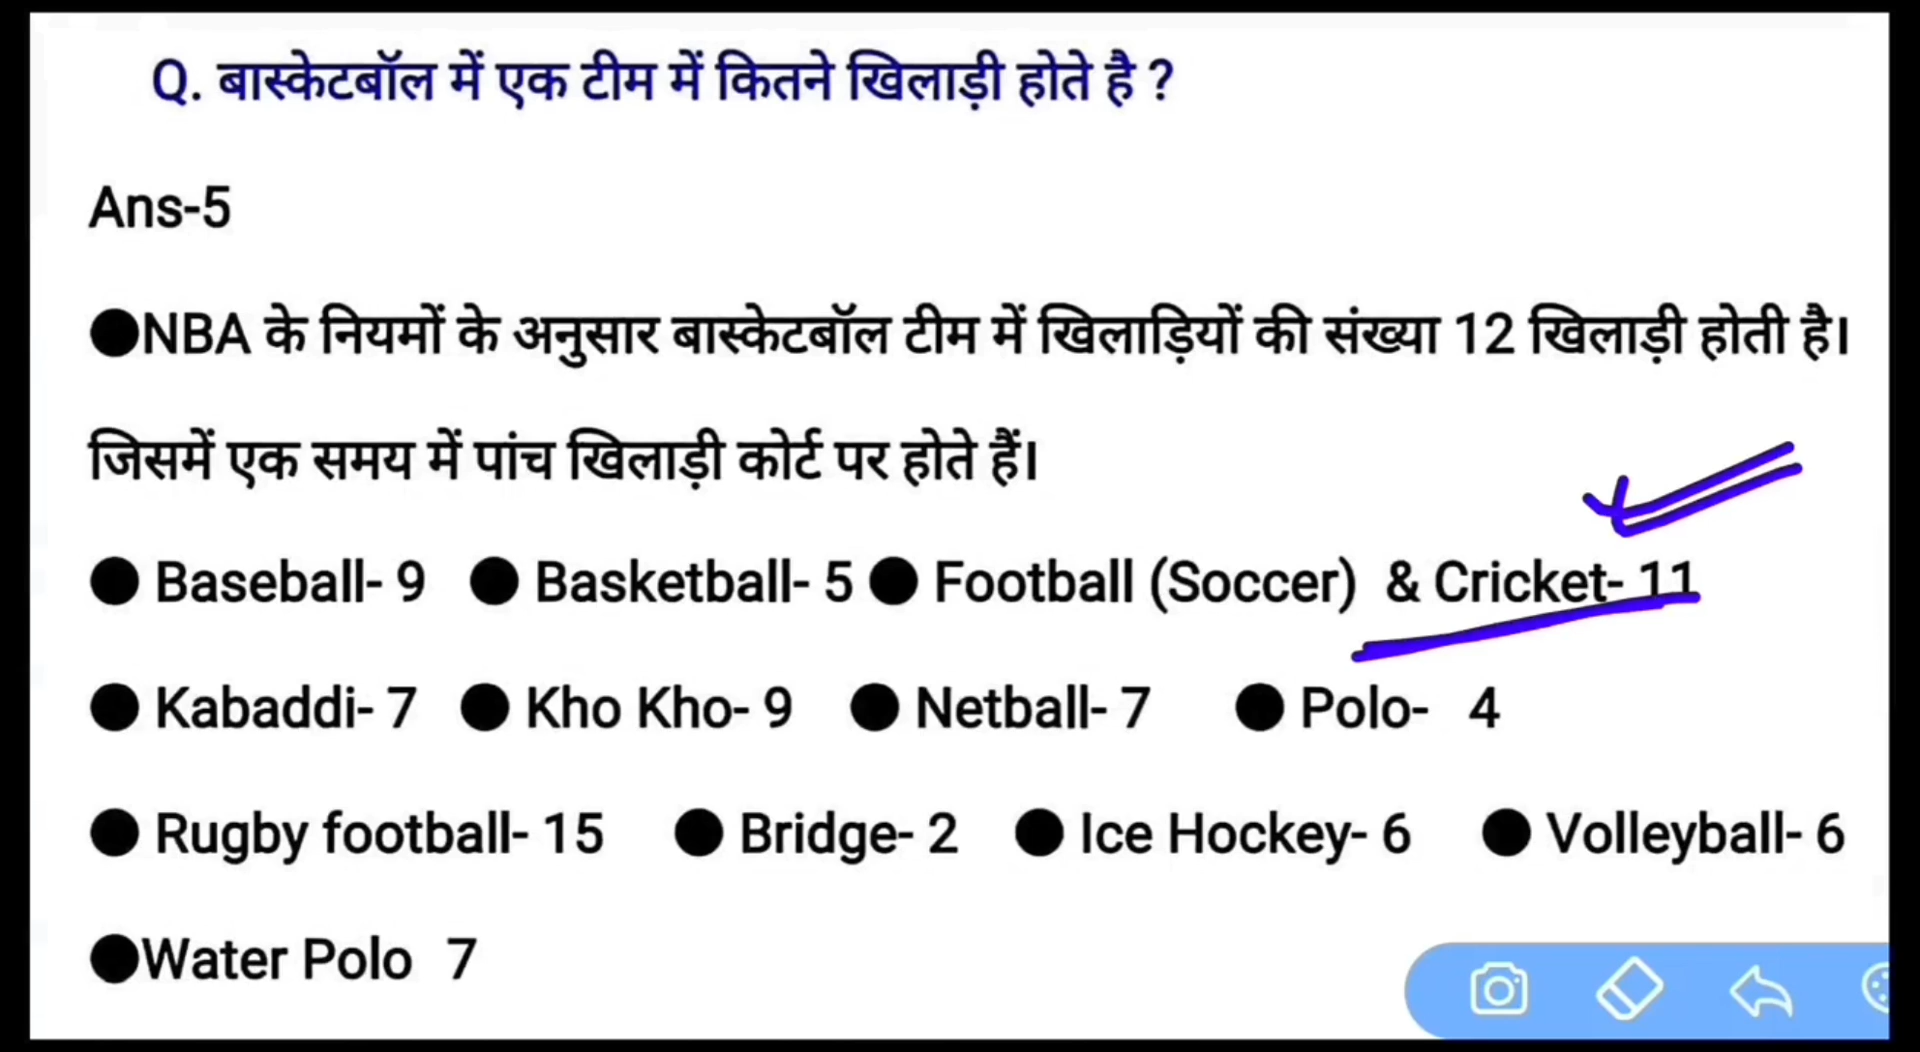 Q. बास्केटबॉल में एक टीम में कितने खिलाड़ी होते है ?
Ans-5
●NBA के नियमों के अनुसार बास्केटबॉल टीम में खिलाड़ियों की संख्या 12 खिलाड़ी होती है।
जिसमें एक समय में पांच खिलाड़ी कोर्ट पर होते हैं।
● Baseball- 9 ● Basketball- 5 ● Football (Soccer) & Cricket- 11
● Kabaddi- 7 ● Kho Kho- 9 ● Netball- 7 ● Polo- 4
● Rugby football- 15 ● Bridge- 2 ● Ice Hockey- 6 ● Volleyball- 6
●Water Polo 7